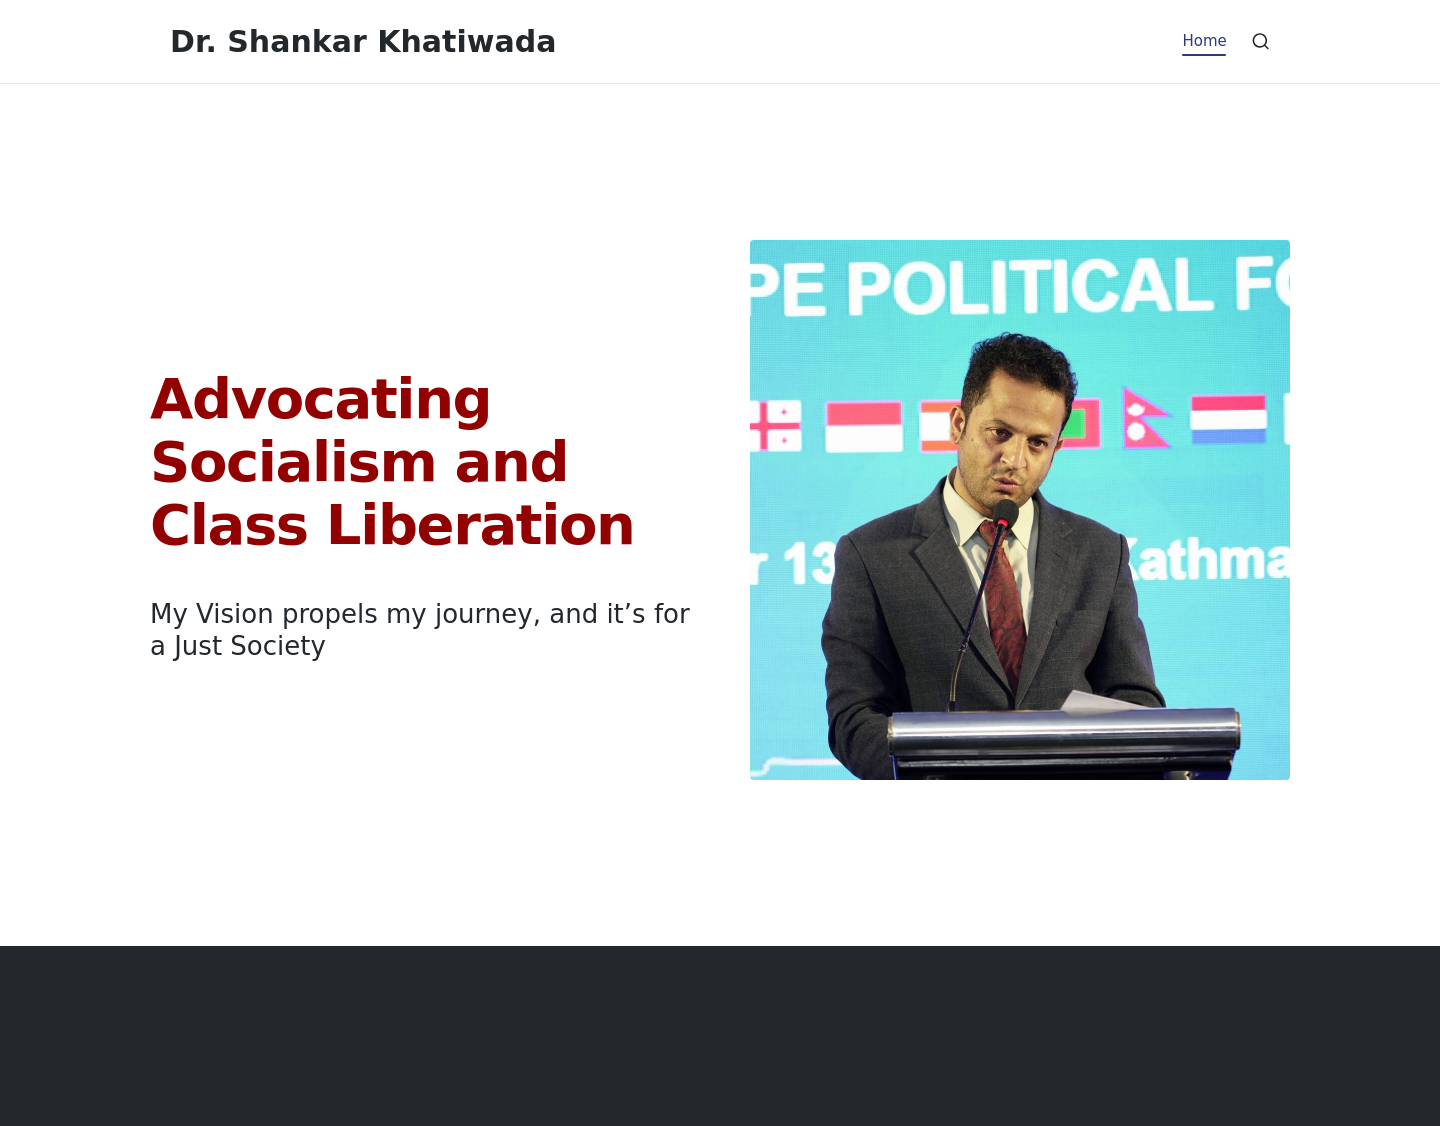 Dr. Shankar Khatiwada
Home
Advocating
Socialism and
Class Liberation
My Vision propels my journey, and it’s for
a Just Society
PE POLITICAL FO
r 13
Kathma